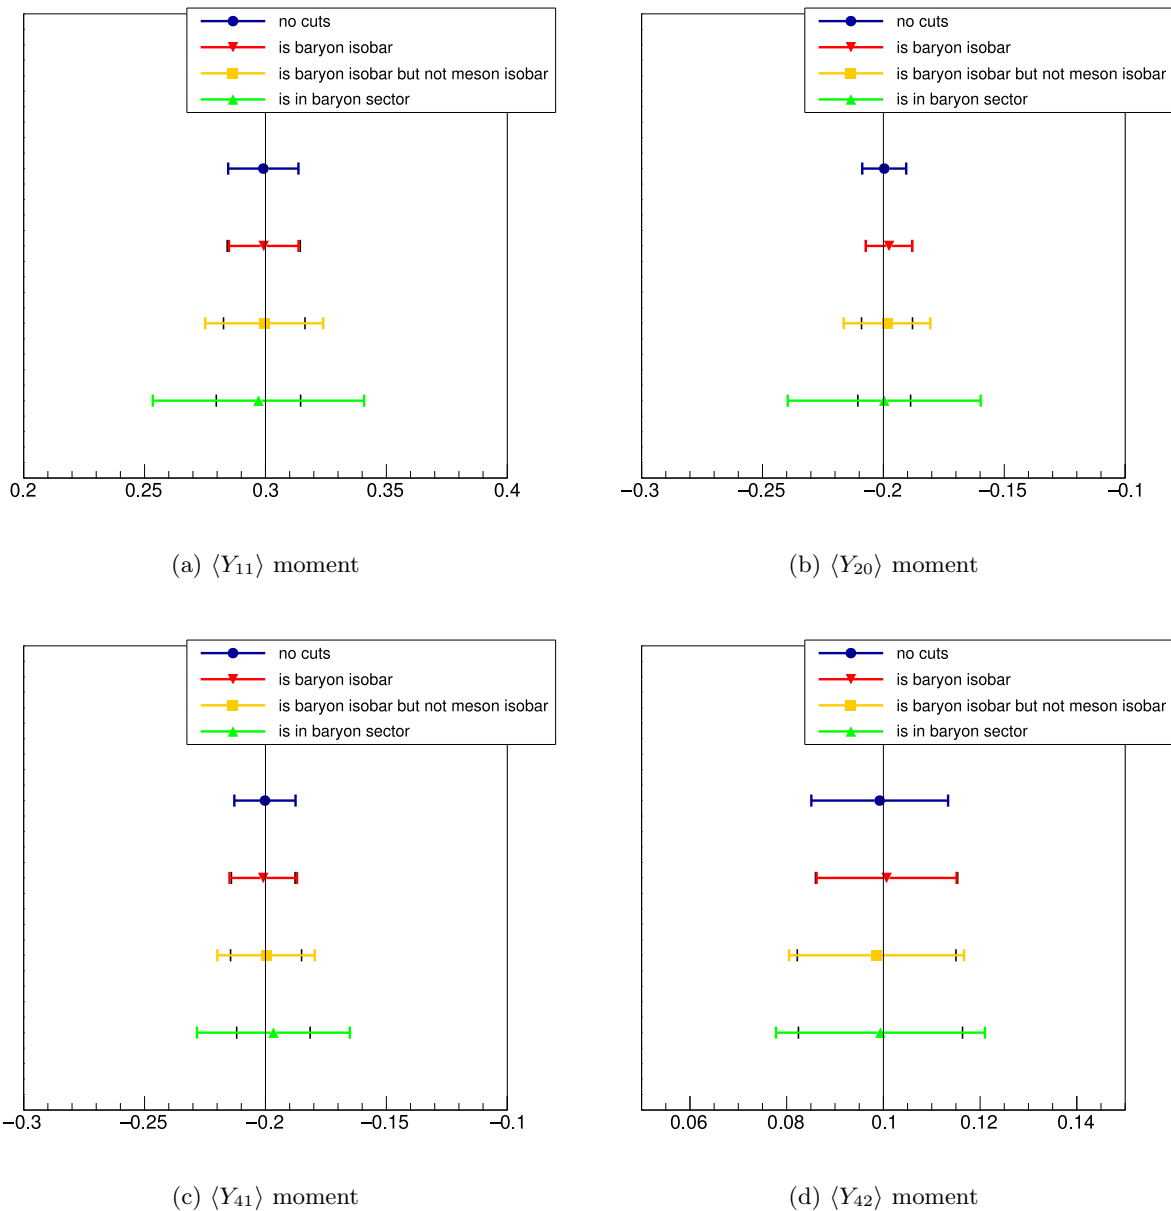 no cuts
is baryon isobar
is baryon isobar but not meson isobar
is in baryon sector
0.2 0.25 0.3 0.35 0.4
(a) ⟨Y₁₁⟩ moment
no cuts
is baryon isobar
is baryon isobar but not meson isobar
is in baryon sector
−0.3 −0.25 −0.2 −0.15 −0.1
(b) ⟨Y₂₀⟩ moment
no cuts
is baryon isobar
is baryon isobar but not meson isobar
is in baryon sector
−0.3 −0.25 −0.2 −0.15 −0.1
(c) ⟨Y₄₁⟩ moment
no cuts
is baryon isobar
is baryon isobar but not meson isobar
is in baryon sector
0.06 0.08 0.1 0.12 0.14
(d) ⟨Y₄₂⟩ moment